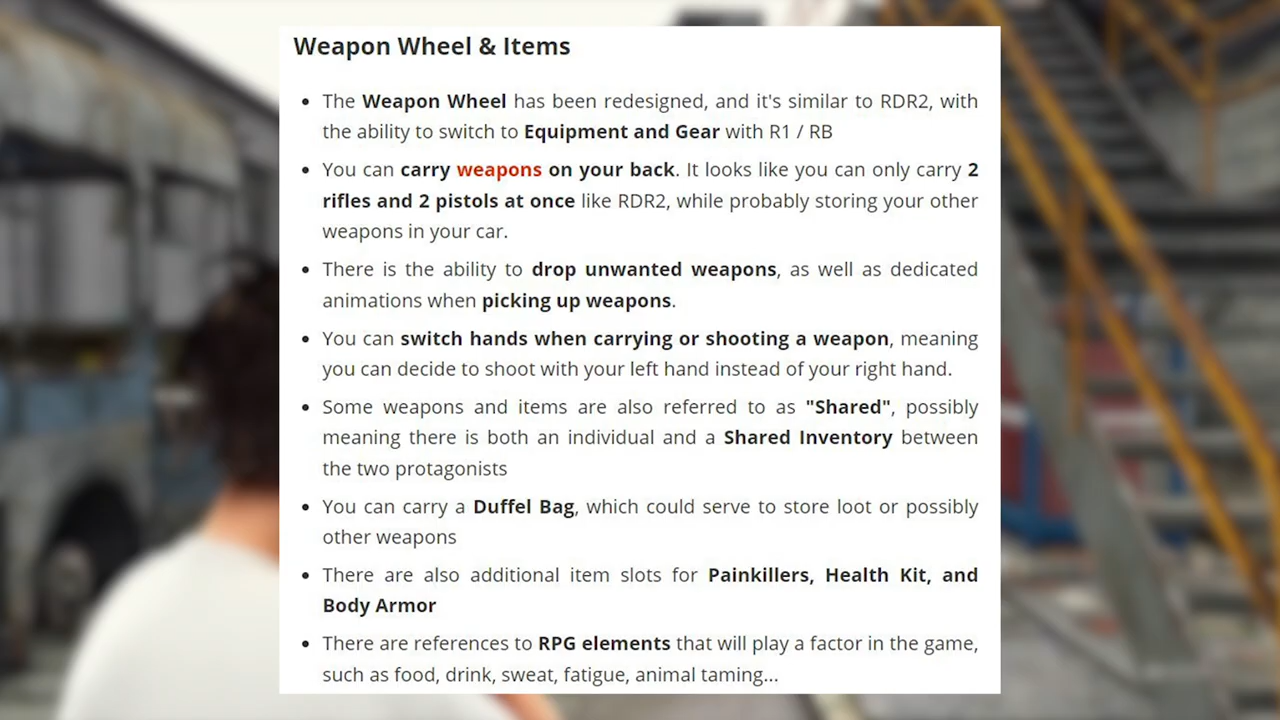 Weapon Wheel & Items
• The Weapon Wheel has been redesigned, and it's similar to RDR2, with
the ability to switch to Equipment and Gear with R1 / RB
• You can carry weapons on your back. It looks like you can only carry 2
rifles and 2 pistols at once like RDR2, while probably storing your other
weapons in your car.
• There is the ability to drop unwanted weapons, as well as dedicated
animations when picking up weapons.
• You can switch hands when carrying or shooting a weapon, meaning
you can decide to shoot with your left hand instead of your right hand.
• Some weapons and items are also referred to as "Shared", possibly
meaning there is both an individual and a Shared Inventory between
the two protagonists
• You can carry a Duffel Bag, which could serve to store loot or possibly
other weapons
• There are also additional item slots for Painkillers, Health Kit, and
Body Armor
• There are references to RPG elements that will play a factor in the game,
such as food, drink, sweat, fatigue, animal taming...